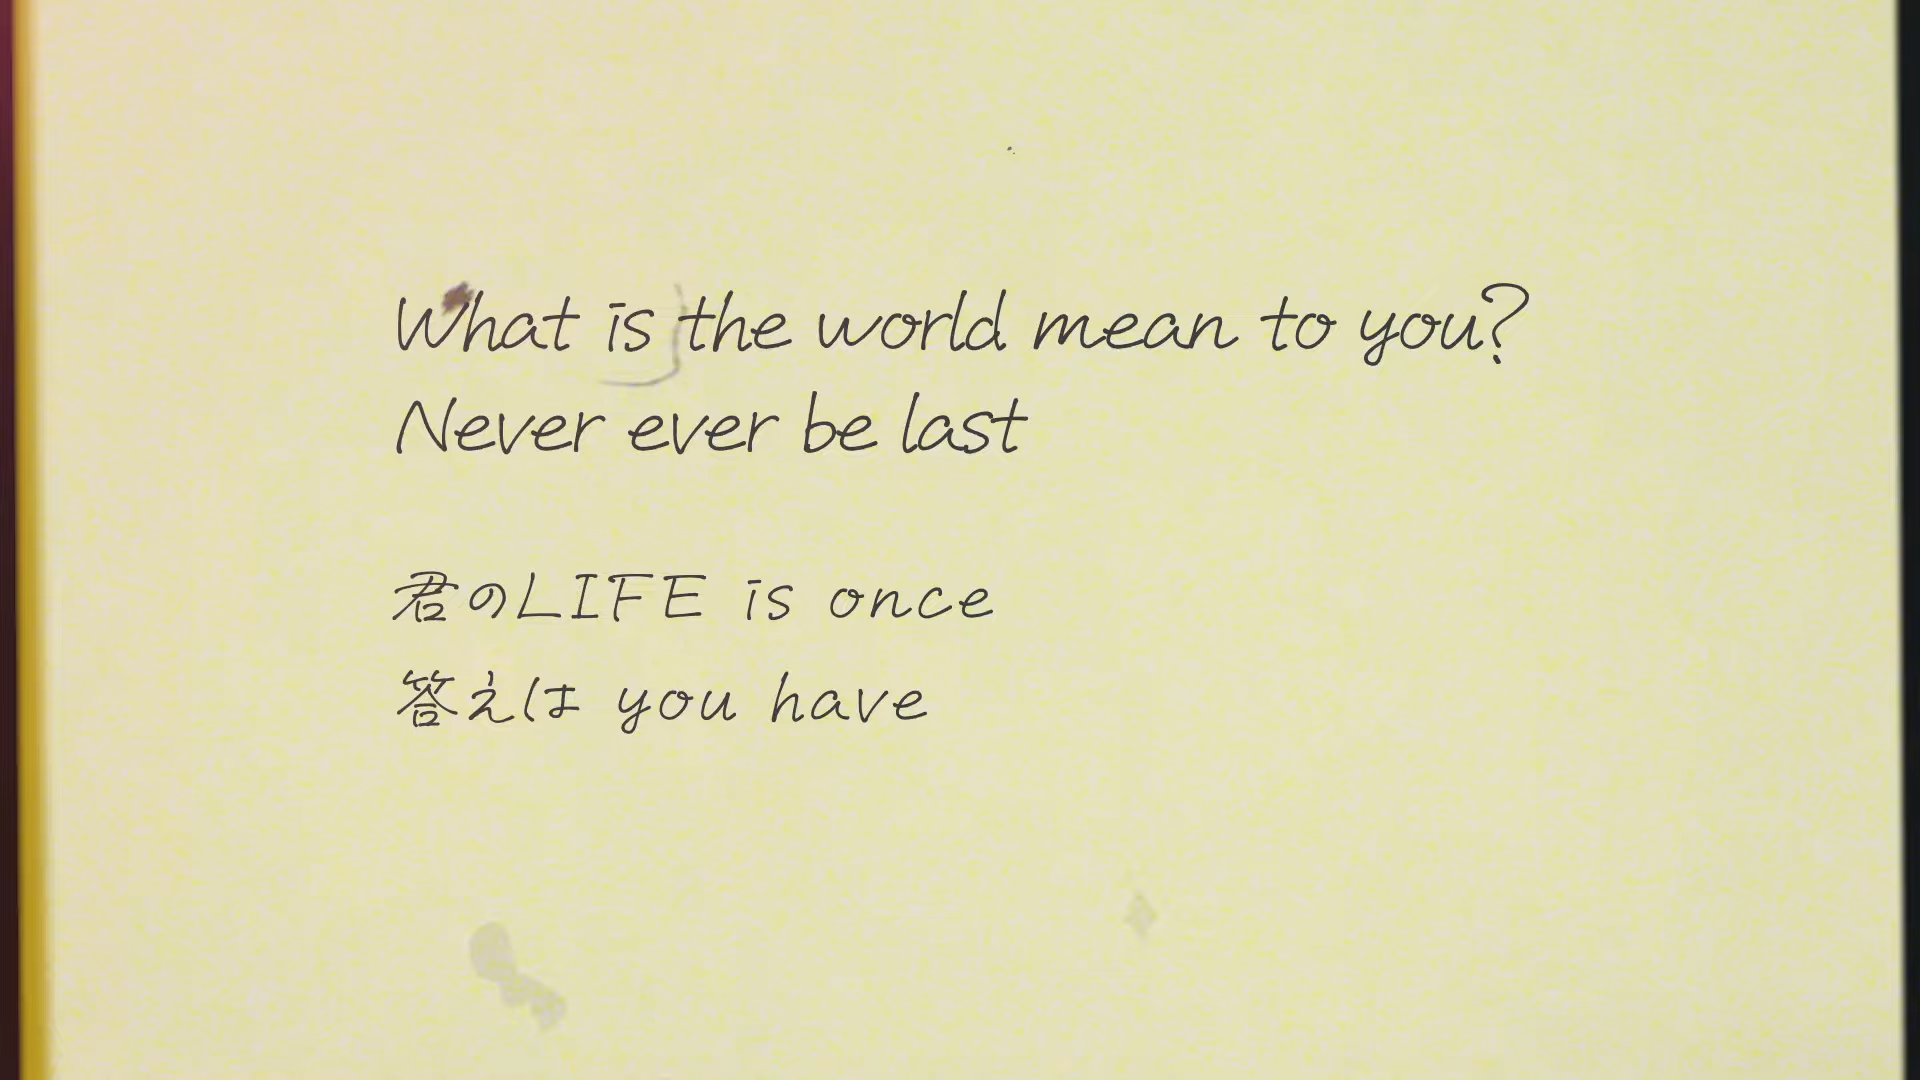 What is the world mean to you?
Never ever be last
君のLIFE is once
答えは you have